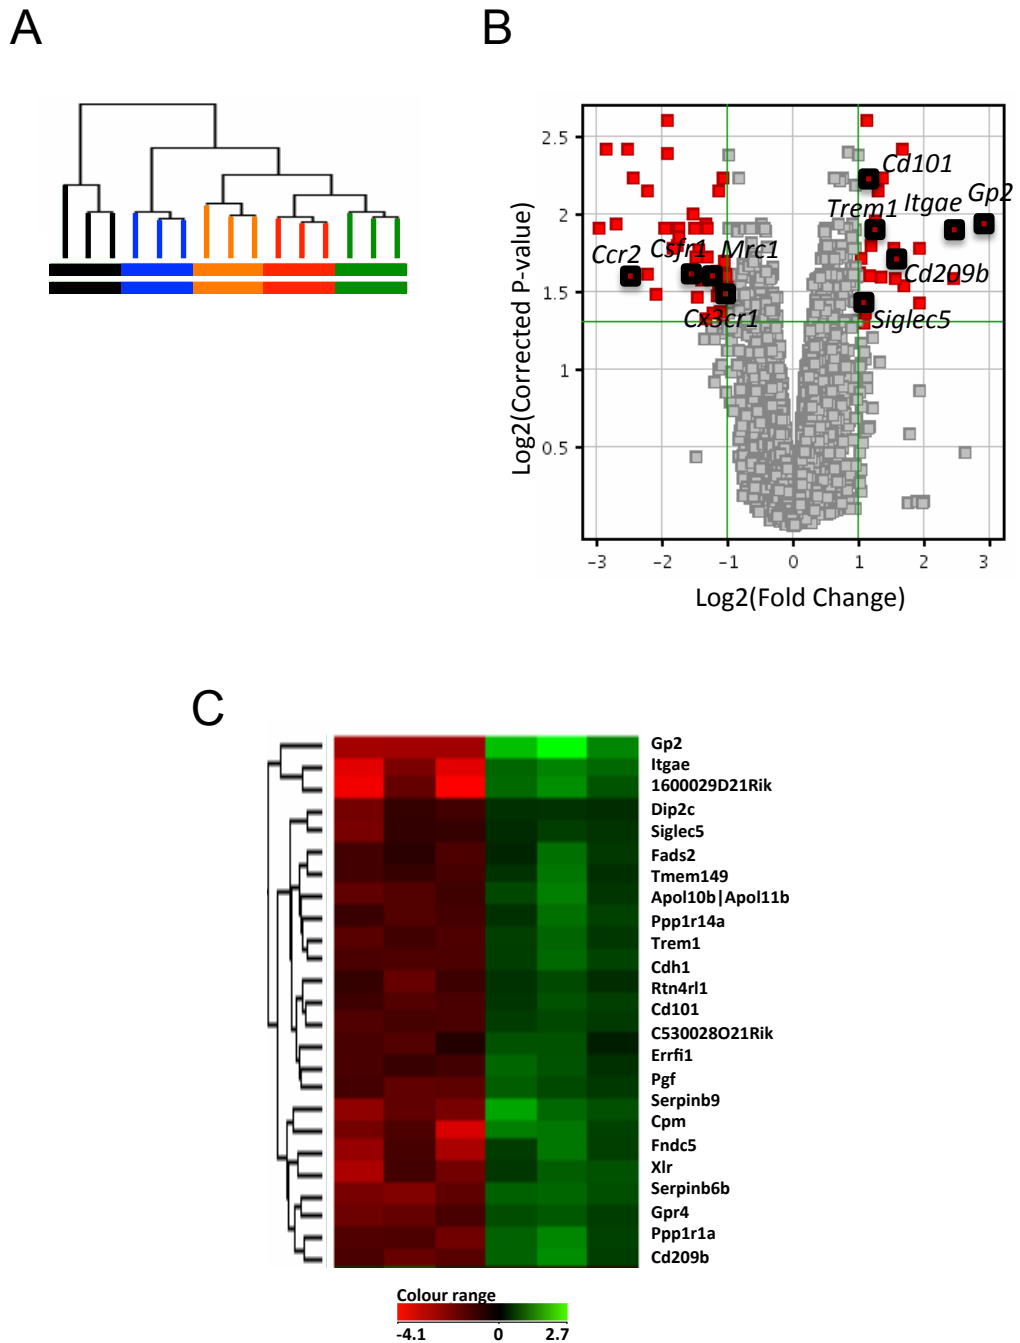 A
B
2.5
2
1.5
1
0.5
Cd101
Trem1
Itgae
Gp2
Ccr2
Csfr1
Mrc1
Cd209b
Cx3cr1
Siglec5
-3
-2
-1
0
1
2
3
Log2(Corrected P-value)
Log2(Fold Change)
C
Gp2
Itgae
1600029D21Rik
Dip2c
Siglec5
Fads2
Tmem149
Apol10b|Apol11b
Ppp1r14a
Trem1
Cdh1
Rtn4rl1
Cd101
C530028O21Rik
Errfi1
Pgf
Serpinb9
Cpm
Fndc5
Xlr
Serpinb6b
Gpr4
Ppp1r1a
Cd209b
Colour range
-4.1 0 2.7